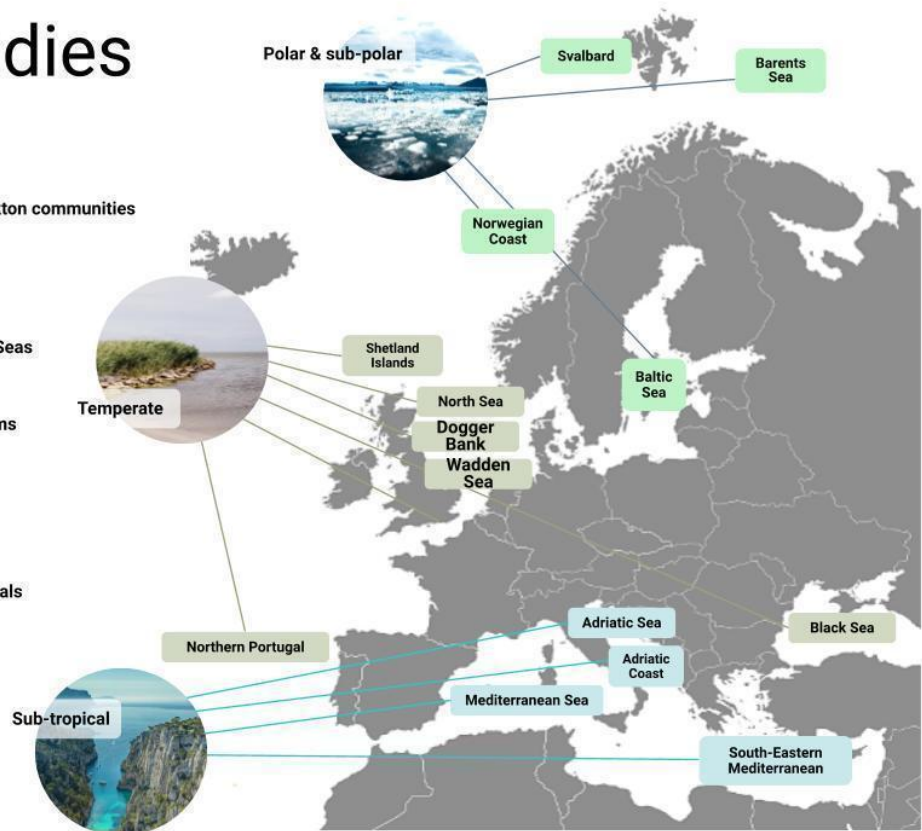 dies
Polar & sub-polar
Svalbard
Barents
Sea
ton communities
Norwegian
Coast
Seas
Shetland
Islands
Baltic
Sea
Temperate
North Sea
Dogger
Bank
Wadden
Sea
als
Adriatic Sea
Black Sea
Northern Portugal
Adriatic
Coast
Mediterranean Sea
Sub-tropical
South-Eastern
Mediterranean